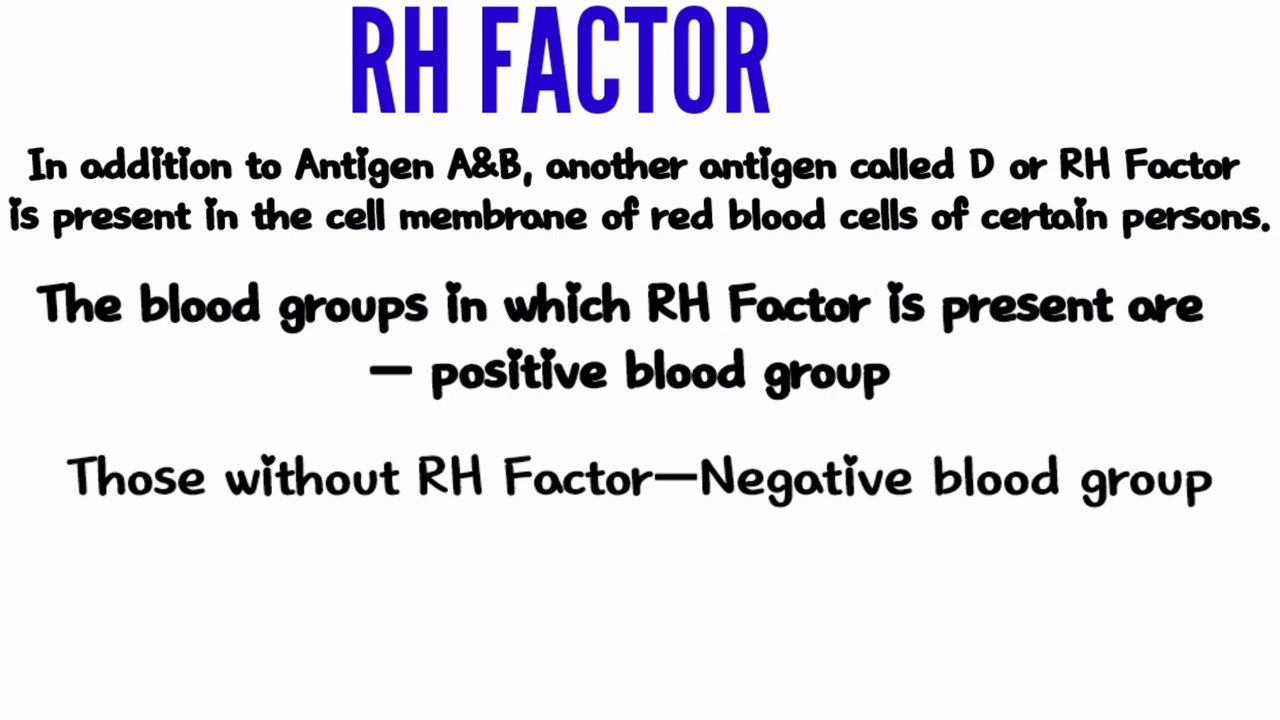 RH FACTOR
In addition to Antigen A&B, another antigen called D or RH Factor
is present in the cell membrane of red blood cells of certain persons.
The blood groups in which RH Factor is present are
— positive blood group
Those without RH Factor—Negative blood group